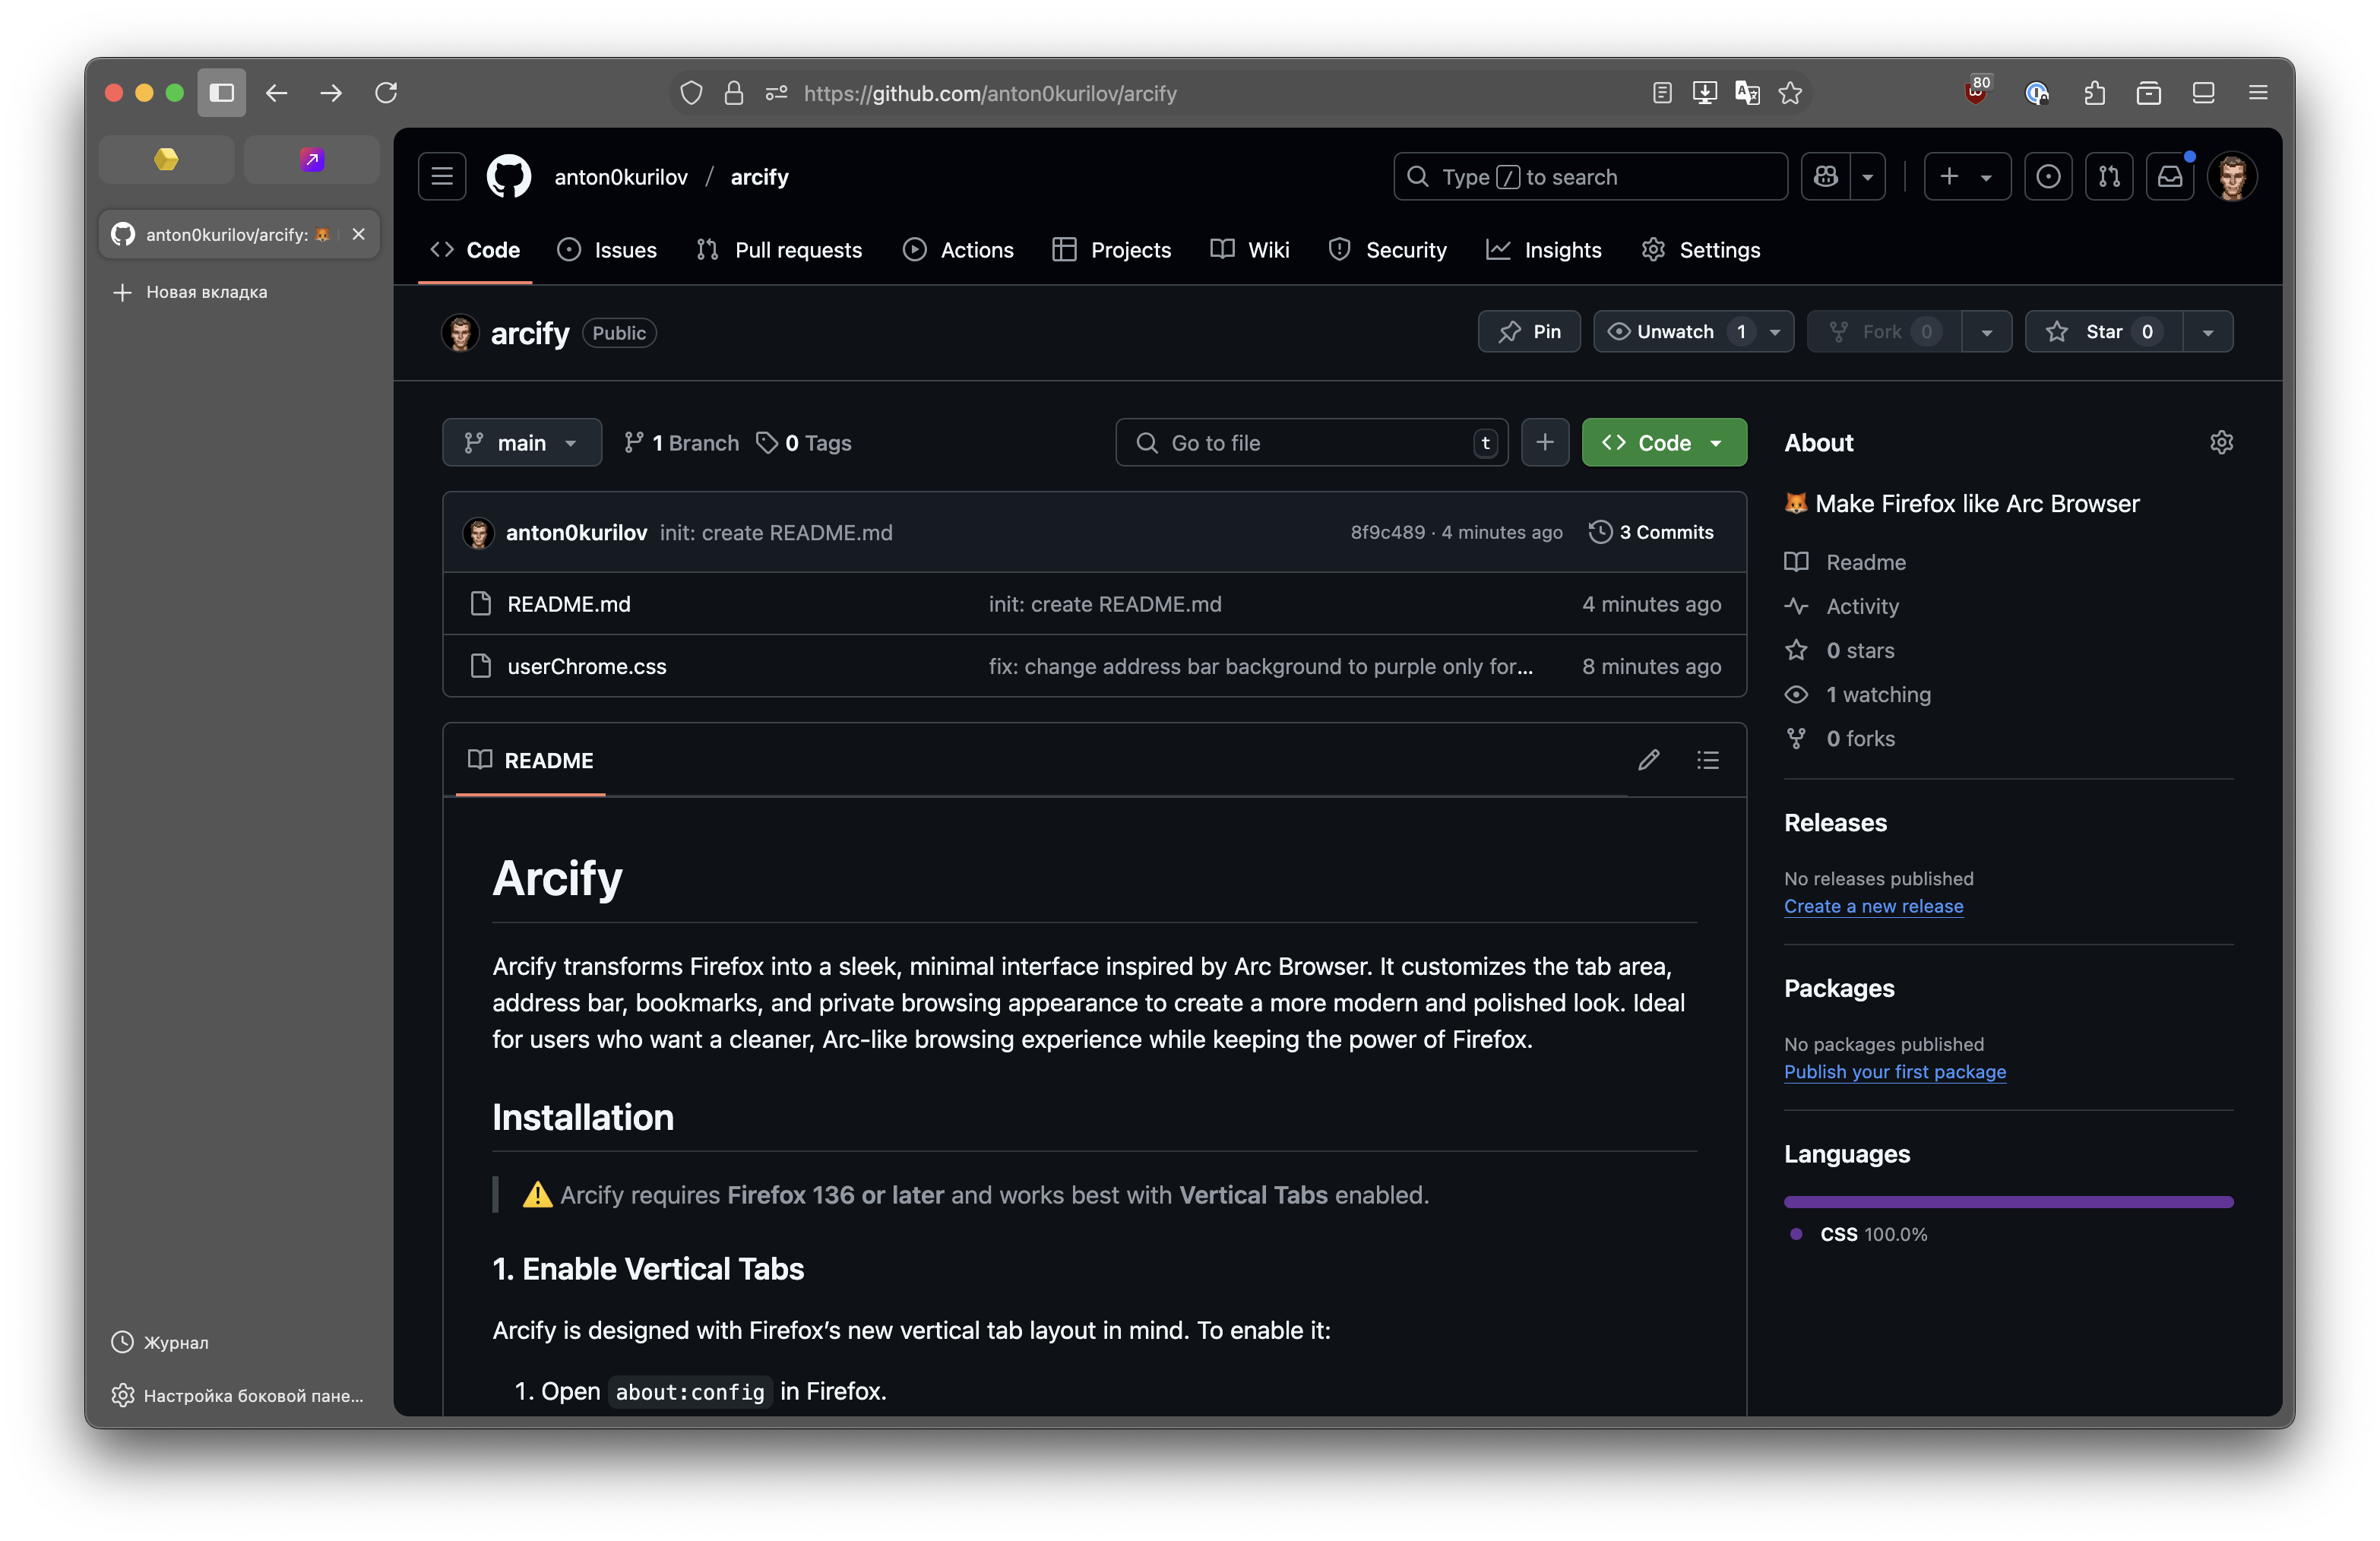 https://github.com/anton0kurilov/arcify
80
anton0kurilov/arcify: 🦊
Новая вкладка
Журнал
Настройка боковой пане...
anton0kurilov / arcify
Type / to search
Code
Issues
Pull requests
Actions
Projects
Wiki
Security
Insights
Settings
arcify Public
Pin
Unwatch 1
Fork 0
Star 0
main
1 Branch
0 Tags
Go to file t
Code
anton0kurilov init: create README.md 8f9c489 · 4 minutes ago 3 Commits
README.md init: create README.md 4 minutes ago
userChrome.css fix: change address bar background to purple only for... 8 minutes ago
README
Arcify
Arcify transforms Firefox into a sleek, minimal interface inspired by Arc Browser. It customizes the tab area,
address bar, bookmarks, and private browsing appearance to create a more modern and polished look. Ideal
for users who want a cleaner, Arc-like browsing experience while keeping the power of Firefox.
Installation
⚠️ Arcify requires Firefox 136 or later and works best with Vertical Tabs enabled.
1. Enable Vertical Tabs
Arcify is designed with Firefox’s new vertical tab layout in mind. To enable it:
1. Open about:config in Firefox.
About
🦊 Make Firefox like Arc Browser
Readme
Activity
0 stars
1 watching
0 forks
Releases
No releases published
Create a new release
Packages
No packages published
Publish your first package
Languages
CSS 100.0%